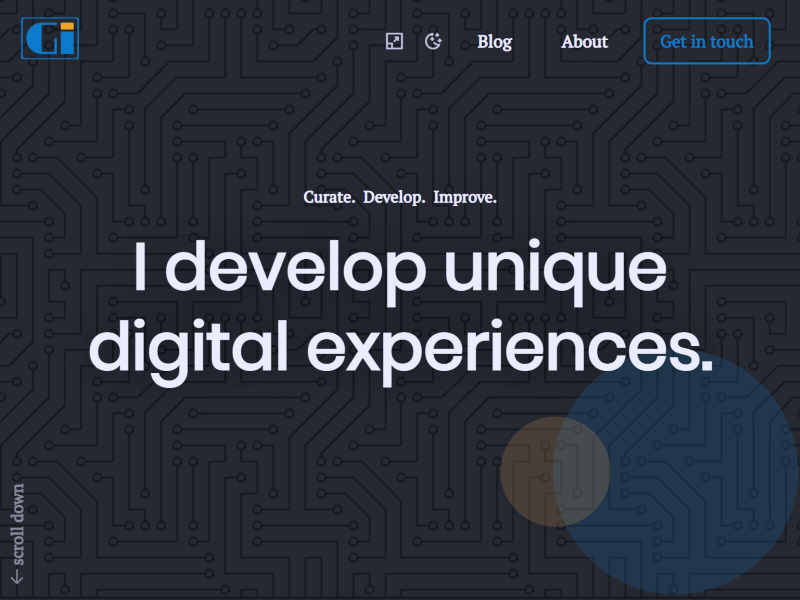 Gi
Blog
About
Get in touch
Curate. Develop. Improve.
I develop unique
digital experiences.
← scroll down